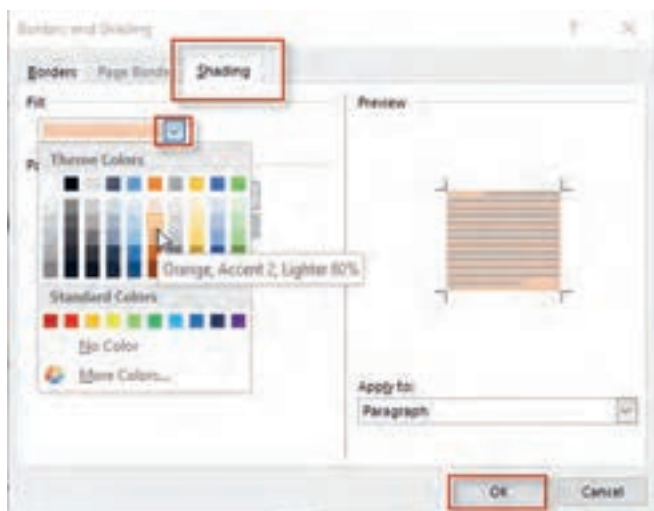 Borders and Shading
Borders
Page Border
Shading
Fill
Preview
Theme Colors
Orange, Accent 2, Lighter 80%
Standard Colors
No Color
More Colors...
Apply to:
Paragraph
OK
Cancel